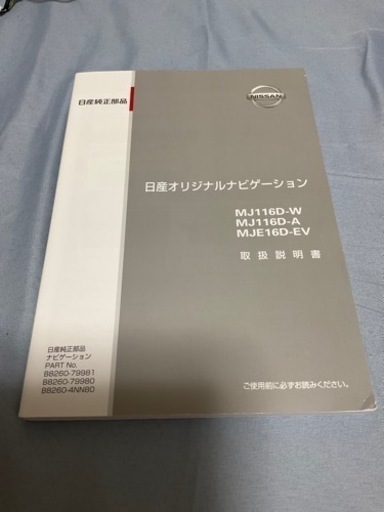 日産純正部品
NISSAN
日産オリジナルナビゲーション
MJ116D-W
MJ116D-A
MJE16D-EV
取扱説明書
日産純正部品
ナビゲーション
PART No.
B8260-79981
B8260-79980
B8260-4NN80
ご使用前に必ずお読みください。